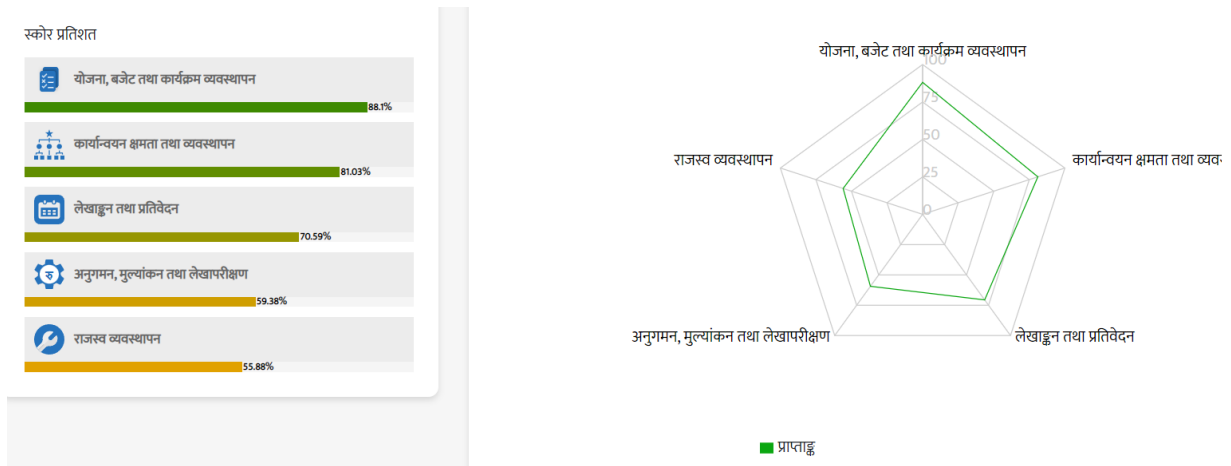 स्कोर प्रतिशत
योजना, बजेट तथा कार्यक्रम व्यवस्थापन
88.1%
कार्यान्वयन क्षमता तथा व्यवस्थापन
81.03%
लेखाङ्कन तथा प्रतिवेदन
70.59%
अनुगमन, मुल्यांकन तथा लेखापरीक्षण
59.38%
राजस्व व्यवस्थापन
55.88%
योजना, बजेट तथा कार्यक्रम व्यवस्थापन
100
75
50
25
0
राजस्व व्यवस्थापन
कार्यान्वयन क्षमता तथा व्यव
अनुगमन, मुल्यांकन तथा लेखापरीक्षण
लेखाङ्कन तथा प्रतिवेदन
प्राप्ताङ्क